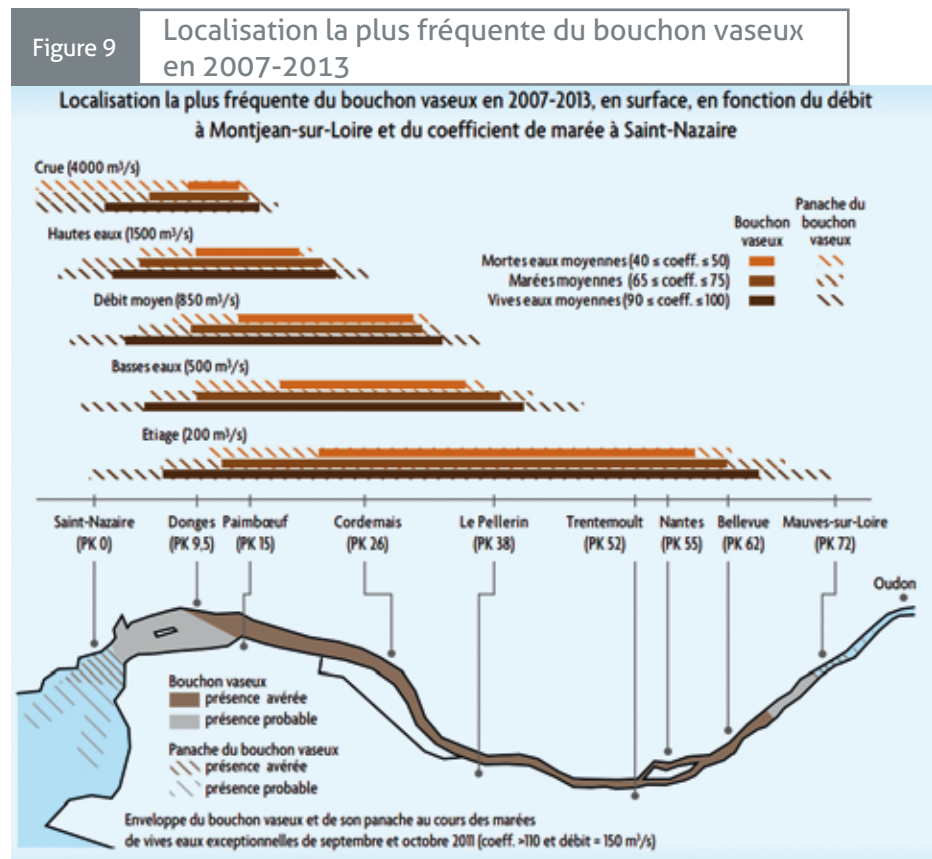 Figure 9
Localisation la plus fréquente du bouchon vaseux
en 2007-2013
Localisation la plus fréquente du bouchon vaseux en 2007-2013, en surface, en fonction du débit
à Montjean-sur-Loire et du coefficient de marée à Saint-Nazaire
Crue (4000 m³/s)
Hautes eaux (1500 m³/s)
Débit moyen (850 m³/s)
Basses eaux (500 m³/s)
Etiage (200 m³/s)
Bouchon
vaseux
Panache du
bouchon
vaseux
Mortes eaux moyennes (40 ≤ coeff. ≤ 50)
Marées moyennes (65 ≤ coeff. ≤ 75)
Vives eaux moyennes (90 ≤ coeff. ≤ 100)
Saint-Nazaire
(PK 0)
Donges
(PK 9,5)
Paimbœuf
(PK 15)
Cordemais
(PK 26)
Le Pellerin
(PK 38)
Trentemoult
(PK 52)
Nantes
(PK 55)
Bellevue
(PK 62)
Mauves-sur-Loire
(PK 72)
Oudon
Bouchon vaseux
présence avérée
présence probable
Panache du bouchon vaseux
présence avérée
présence probable
Enveloppe du bouchon vaseux et de son panache au cours des marées
de vives eaux exceptionnelles de septembre et octobre 2011 (coeff. >110 et débit = 150 m³/s)